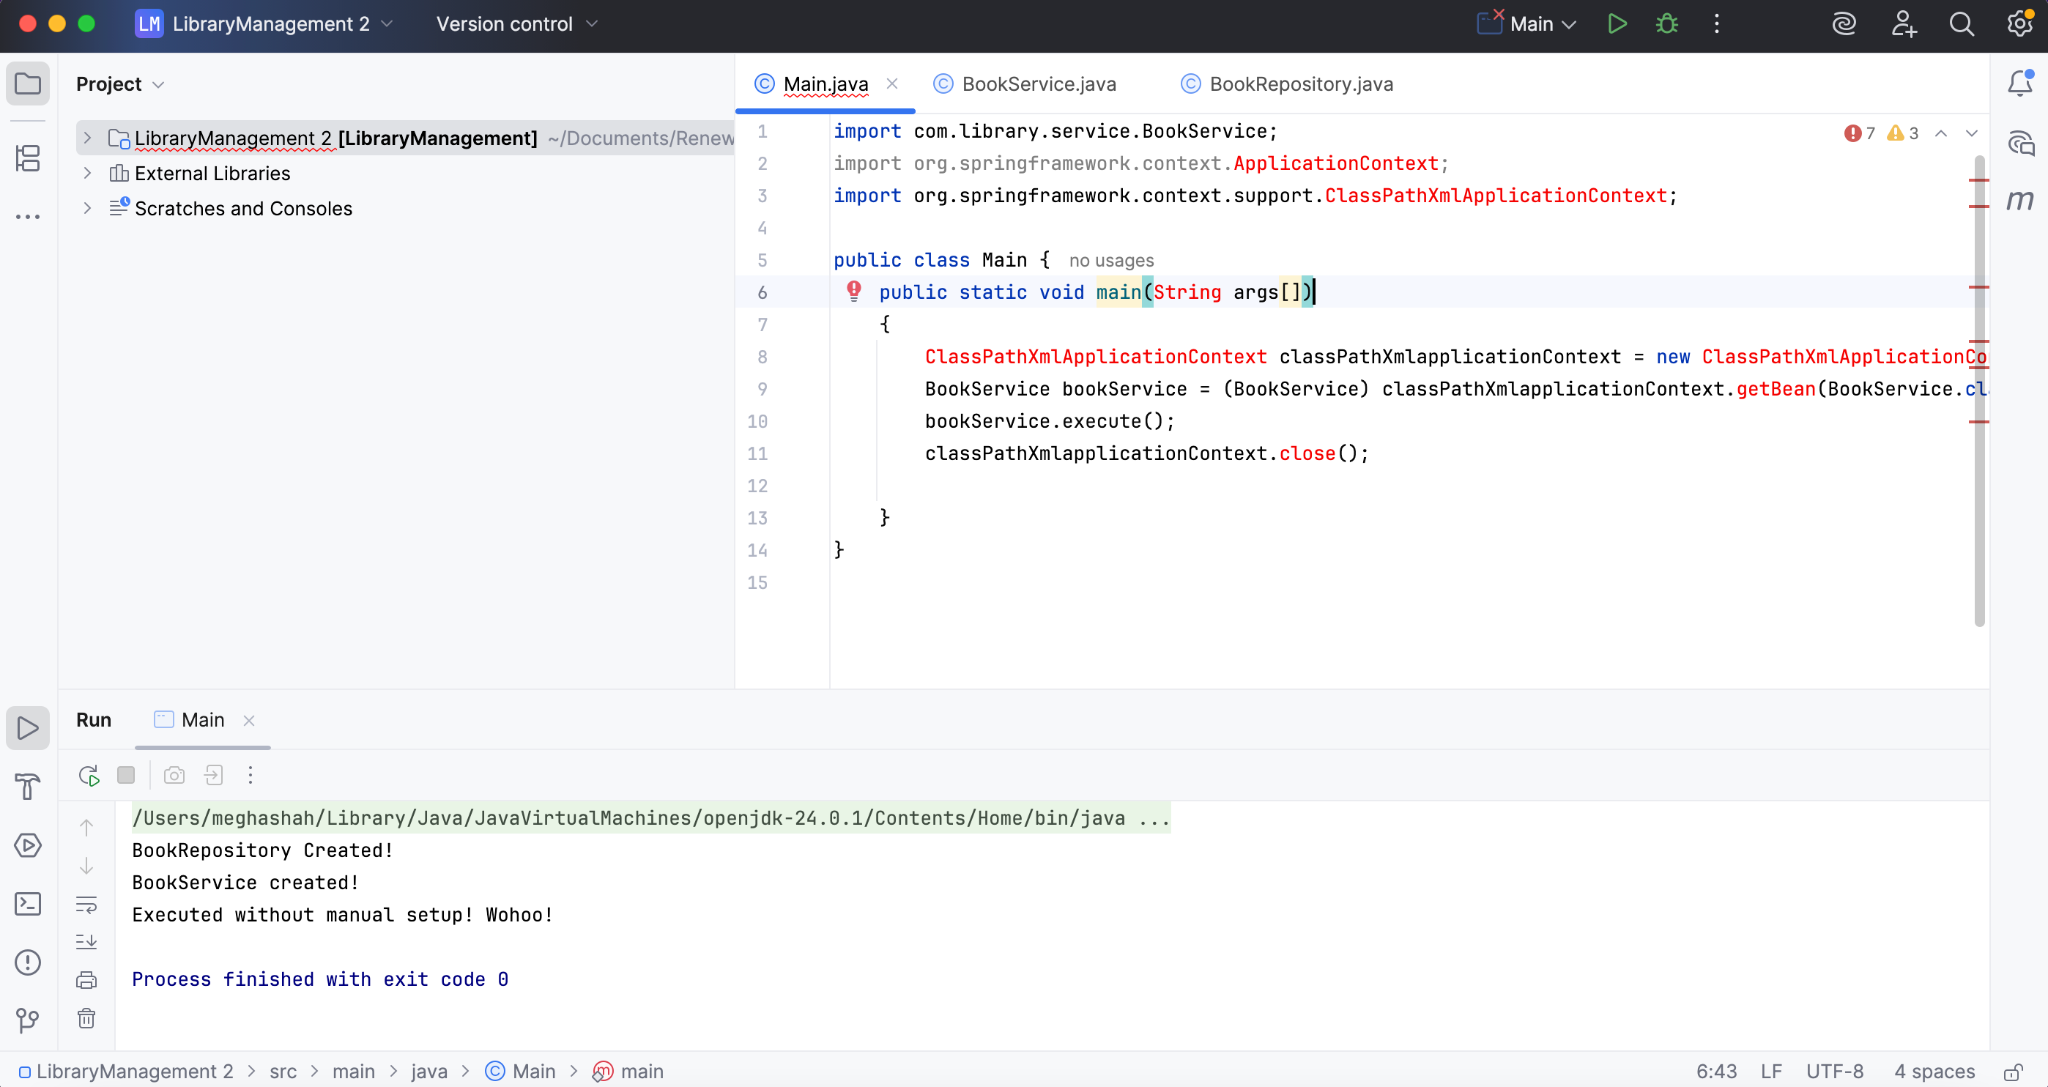 LM LibraryManagement 2 Version control Main
Project
LibraryManagement 2 [LibraryManagement] ~/Documents/Renew
External Libraries
Scratches and Consoles
Main.java BookService.java BookRepository.java
7 3
1 import com.library.service.BookService;
2 import org.springframework.context.ApplicationContext;
3 import org.springframework.context.support.ClassPathXmlApplicationContext;
4
5 public class Main { no usages
6 public static void main(String args[])
7 {
8 ClassPathXmlApplicationContext classPathXmlapplicationContext = new ClassPathXmlApplicationCo
9 BookService bookService = (BookService) classPathXmlapplicationContext.getBean(BookService.cl
10 bookService.execute();
11 classPathXmlapplicationContext.close();
12
13 }
14 }
15
m
Run Main
/Users/meghashah/Library/Java/JavaVirtualMachines/openjdk-24.0.1/Contents/Home/bin/java ...
BookRepository Created!
BookService created!
Executed without manual setup! Wohoo!
Process finished with exit code 0
LibraryManagement 2 > src > main > java > C Main > m main 6:43 LF UTF-8 4 spaces